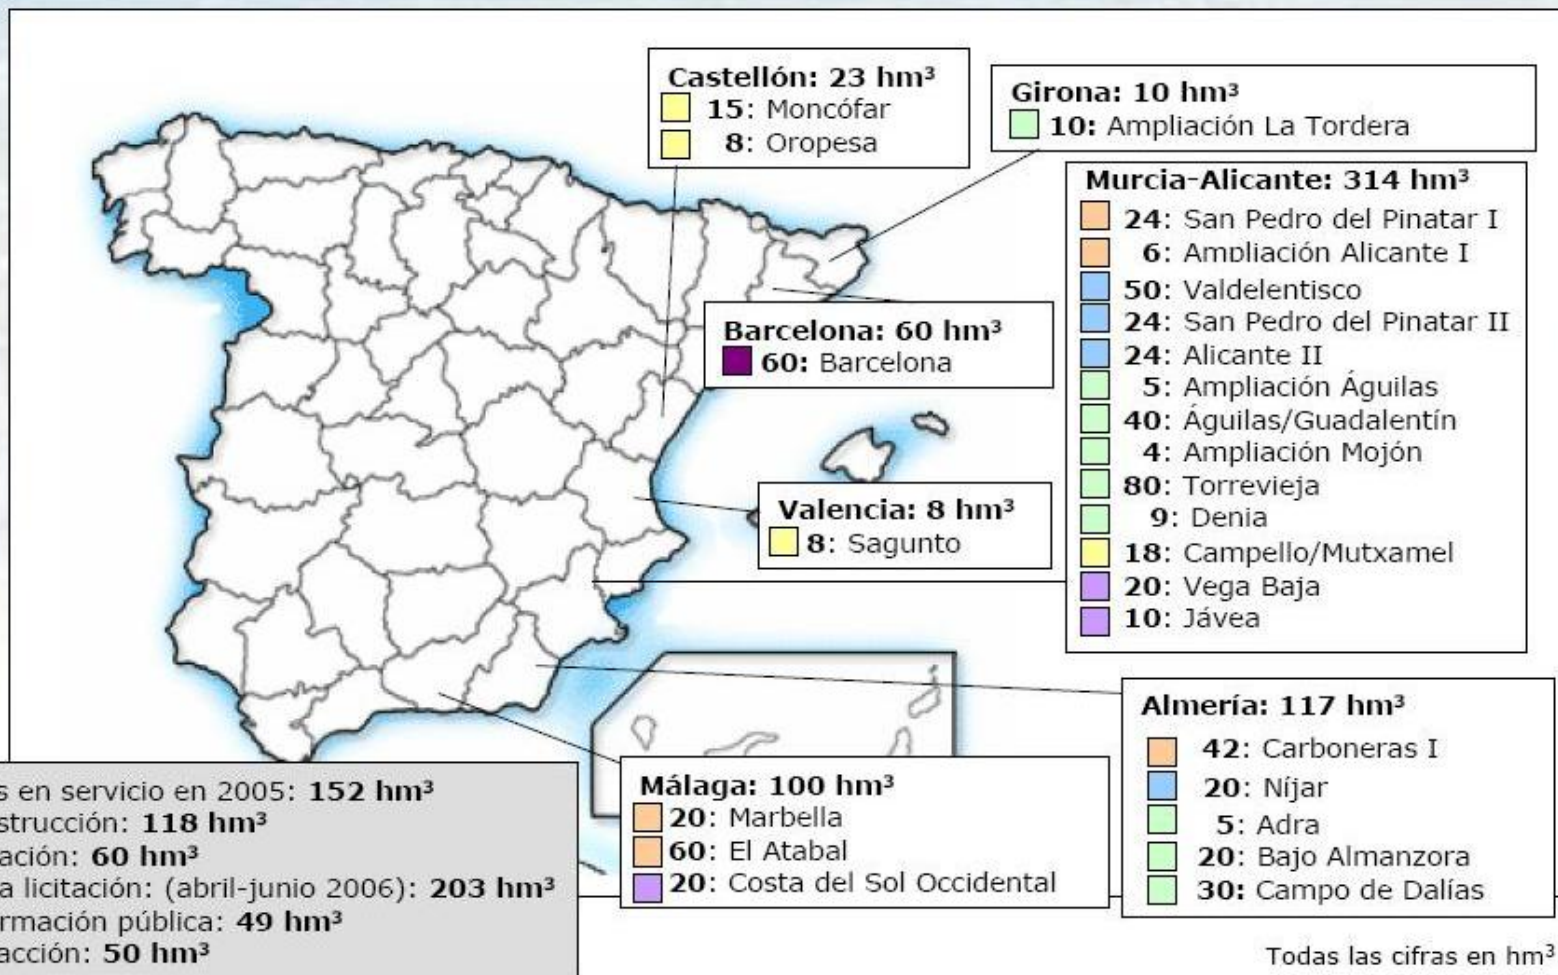 Castellón: 23 hm³
15: Moncófar
8: Oropesa
Girona: 10 hm³
10: Ampliación La Tordera
Murcia-Alicante: 314 hm³
24: San Pedro del Pinatar I
6: Ampliación Alicante I
50: Valdelentisco
24: San Pedro del Pinatar II
24: Alicante II
5: Ampliación Águilas
40: Águilas/Guadalentín
4: Ampliación Mojón
80: Torrevieja
9: Denia
18: Campello/Mutxamel
20: Vega Baja
10: Jávea
Barcelona: 60 hm³
60: Barcelona
Valencia: 8 hm³
8: Sagunto
Almería: 117 hm³
42: Carboneras I
20: Níjar
5: Adra
20: Bajo Almanzora
30: Campo de Dalías
Málaga: 100 hm³
20: Marbella
60: El Atabal
20: Costa del Sol Occidental
s en servicio en 2005: 152 hm³
strucción: 118 hm³
ación: 60 hm³
a licitación: (abril-junio 2006): 203 hm³
rmación pública: 49 hm³
acción: 50 hm³
Todas las cifras en hm³